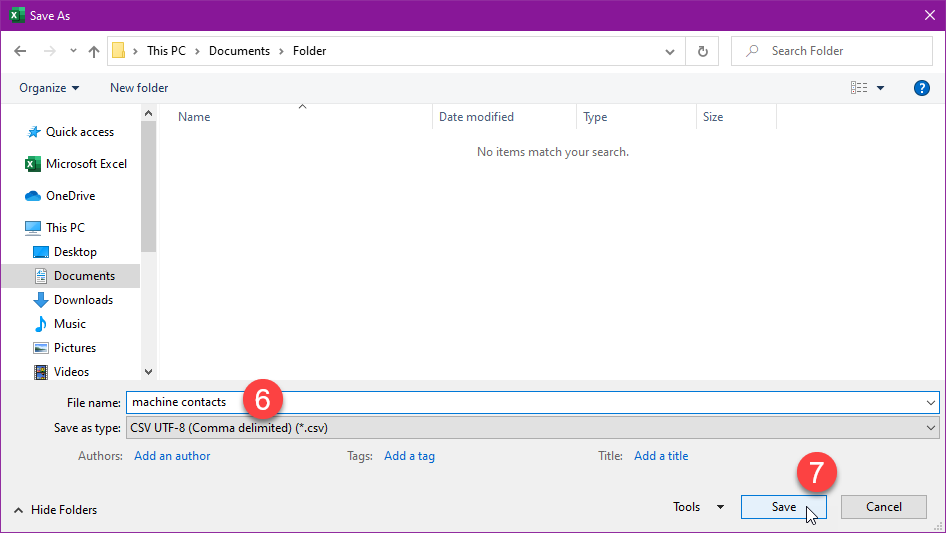 Save As
This PC > Documents > Folder
Search Folder
Organize
New folder
?
Name
Date modified
Type
Size
No items match your search.
Quick access
Microsoft Excel
OneDrive
This PC
Desktop
Documents
Downloads
Music
Pictures
Videos
File name: machine contacts
6
Save as type: CSV UTF-8 (Comma delimited) (*.csv)
Authors: Add an author
Tags: Add a tag
Title: Add a title
7
Hide Folders
Tools
Save
Cancel